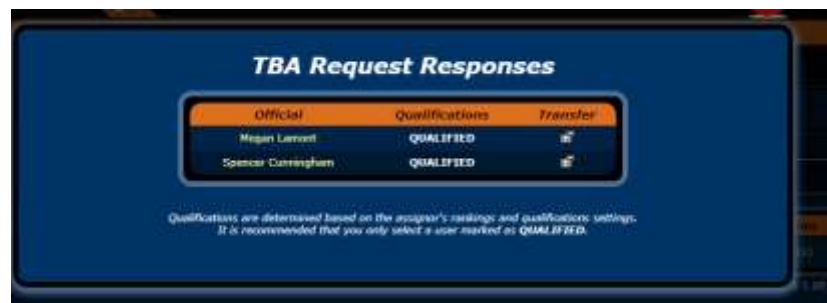 TBA Request Responses
Official Qualifications Transfer
Megan Lamont QUALIFIED
Spencer Cunningham QUALIFIED
Qualifications are determined based on the assignor's rankings and qualifications settings.
It is recommended that you only select a user marked as QUALIFIED.